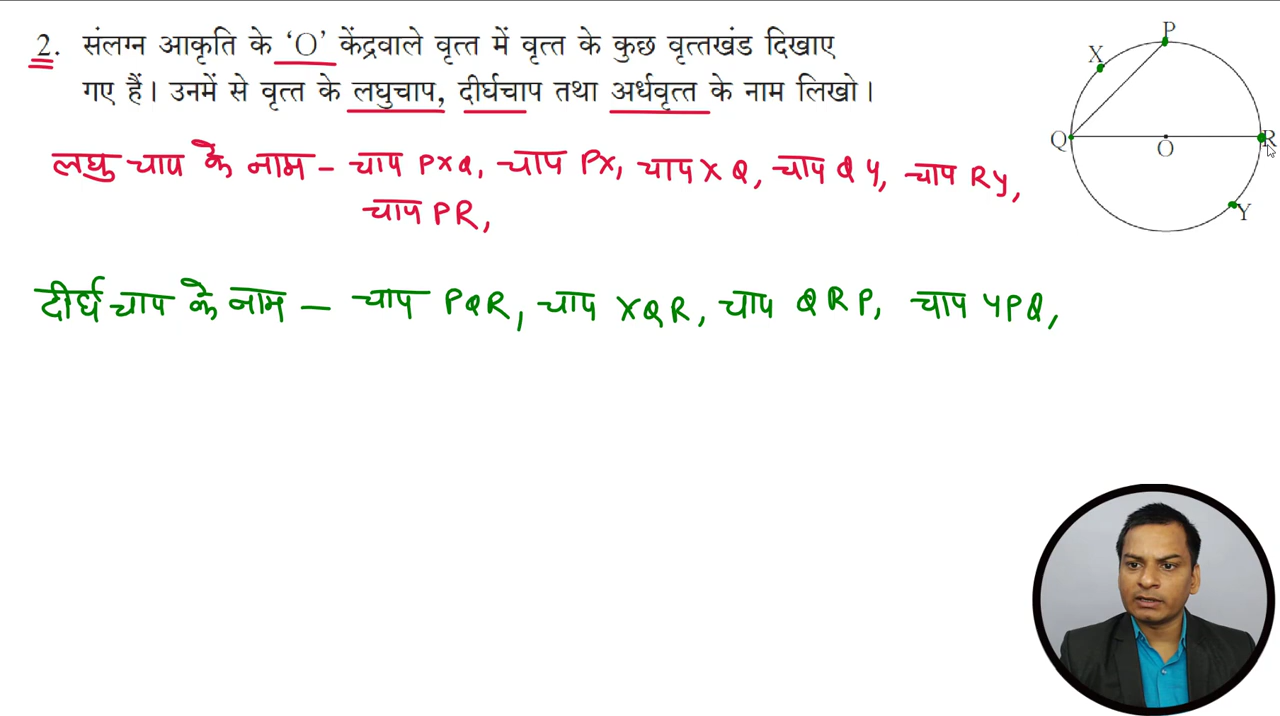 2. संलग्न आकृति के ‘O’ केंद्रवाले वृत्त में वृत्त के कुछ वृत्तखंड दिखाए
गए हैं। उनमें से वृत्त के लघुचाप, दीर्घचाप तथा अर्धवृत्त के नाम लिखो।
P
X
Q
O
R
Y
लघु चाप के नाम – चाप PXQ, चाप PX, चाप XQ, चाप QY, चाप RY,
चाप PR,
दीर्घ चाप के नाम – चाप PQR, चाप XQR, चाप QRP, चाप YPQ,